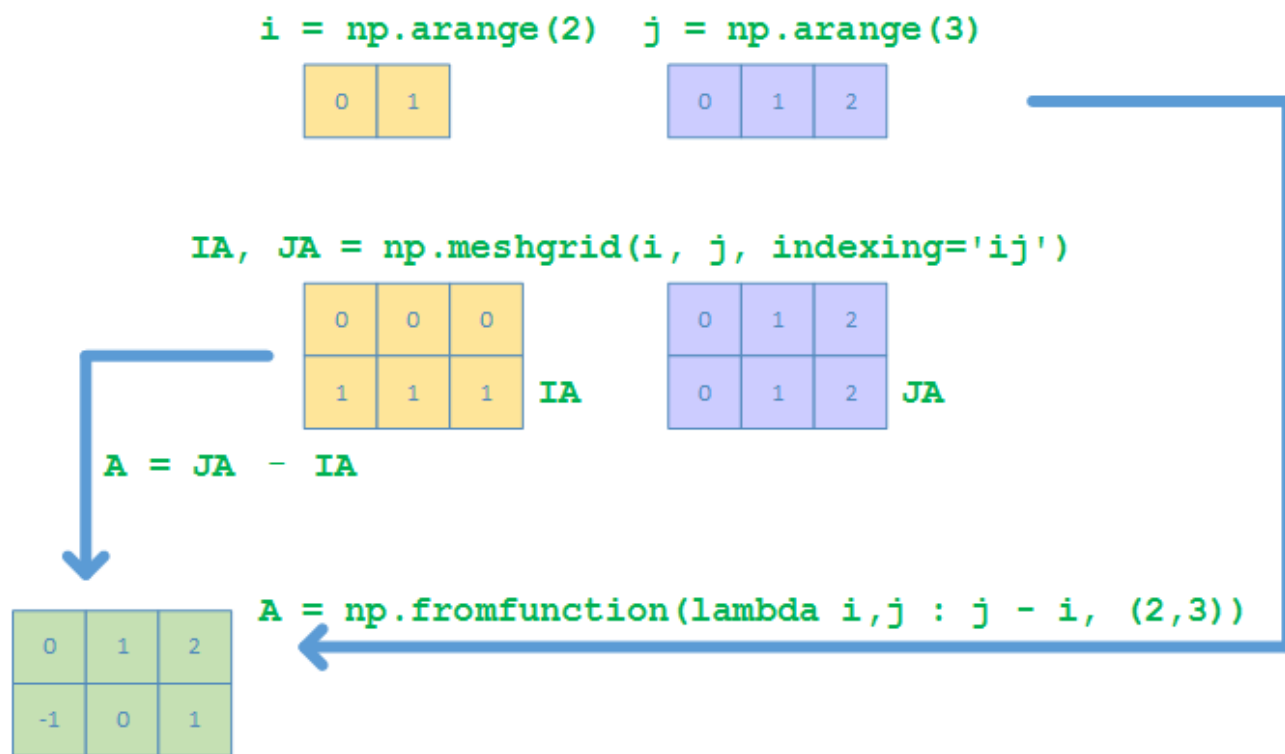 i = np.arange(2) j = np.arange(3)
0 1 0 1 2
IA, JA = np.meshgrid(i, j, indexing='ij')
0 0 0 0 1 2
1 1 1 IA 0 1 2 JA
A = JA - IA
A = np.fromfunction(lambda i,j : j - i, (2,3))
0 1 2
-1 0 1